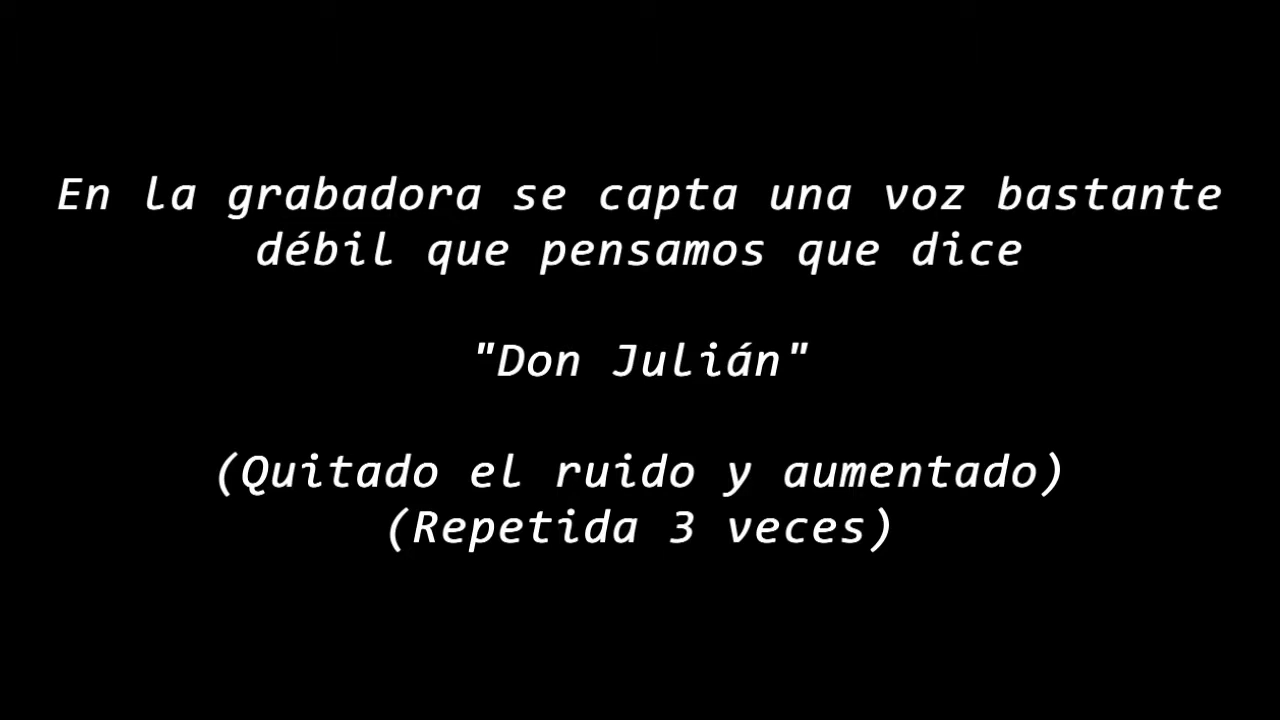 En la grabadora se capta una voz bastante
débil que pensamos que dice
"Don Julián"
(Quitado el ruido y aumentado)
(Repetida 3 veces)